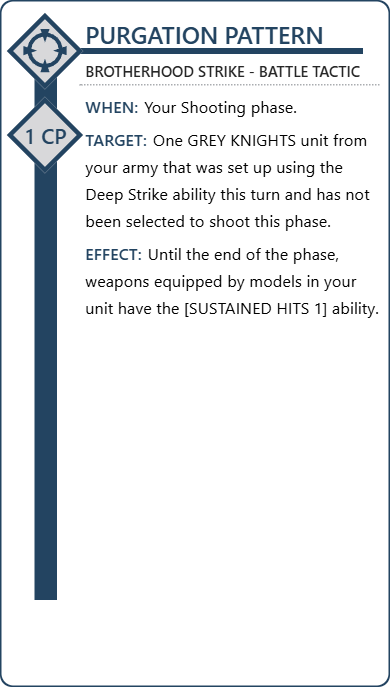 PURGATION PATTERN
BROTHERHOOD STRIKE - BATTLE TACTIC
1 CP
WHEN: Your Shooting phase.
TARGET: One GREY KNIGHTS unit from
your army that was set up using the
Deep Strike ability this turn and has not
been selected to shoot this phase.
EFFECT: Until the end of the phase,
weapons equipped by models in your
unit have the [SUSTAINED HITS 1] ability.